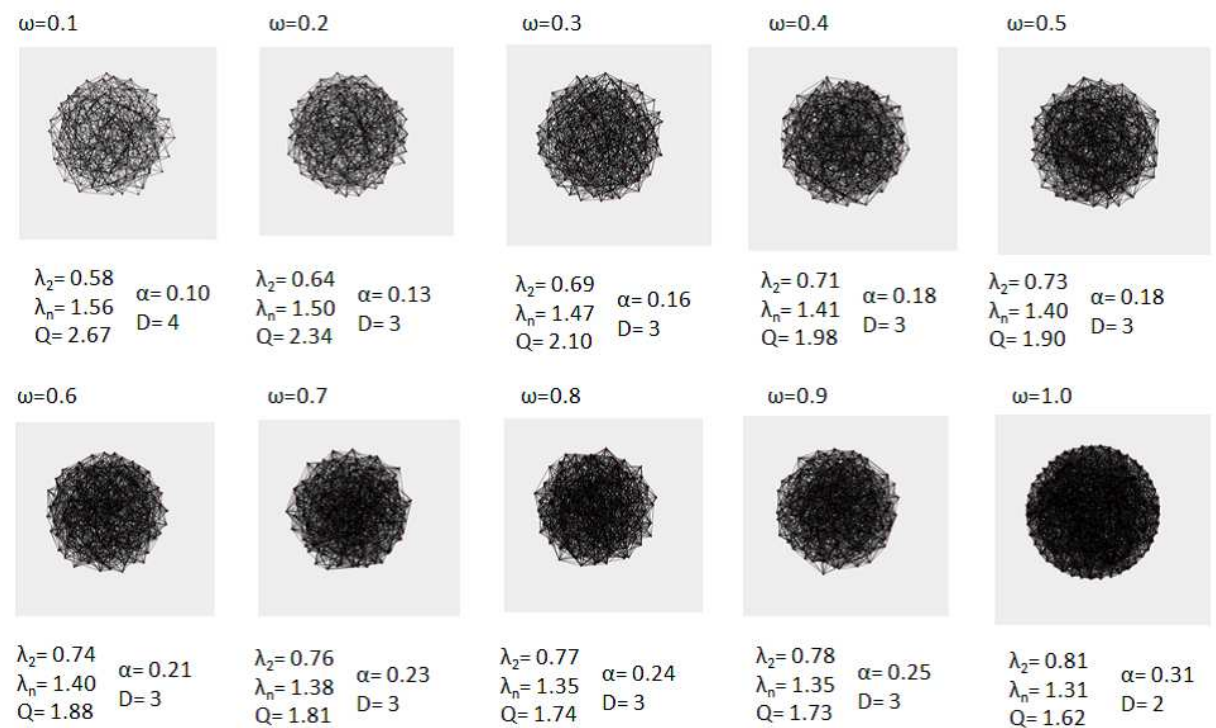 ω=0.1 ω=0.2 ω=0.3 ω=0.4 ω=0.5
λ₂= 0.58
λₙ= 1.56
Q= 2.67
α= 0.10
D= 4
λ₂= 0.64
λₙ= 1.50
Q= 2.34
α= 0.13
D= 3
λ₂= 0.69
λₙ= 1.47
Q= 2.10
α= 0.16
D= 3
λ₂= 0.71
λₙ= 1.41
Q= 1.98
α= 0.18
D= 3
λ₂= 0.73
λₙ= 1.40
Q= 1.90
α= 0.18
D= 3
ω=0.6 ω=0.7 ω=0.8 ω=0.9 ω=1.0
λ₂= 0.74
λₙ= 1.40
Q= 1.88
α= 0.21
D= 3
λ₂= 0.76
λₙ= 1.38
Q= 1.81
α= 0.23
D= 3
λ₂= 0.77
λₙ= 1.35
Q= 1.74
α= 0.24
D= 3
λ₂= 0.78
λₙ= 1.35
Q= 1.73
α= 0.25
D= 3
λ₂= 0.81
λₙ= 1.31
Q= 1.62
α= 0.31
D= 2